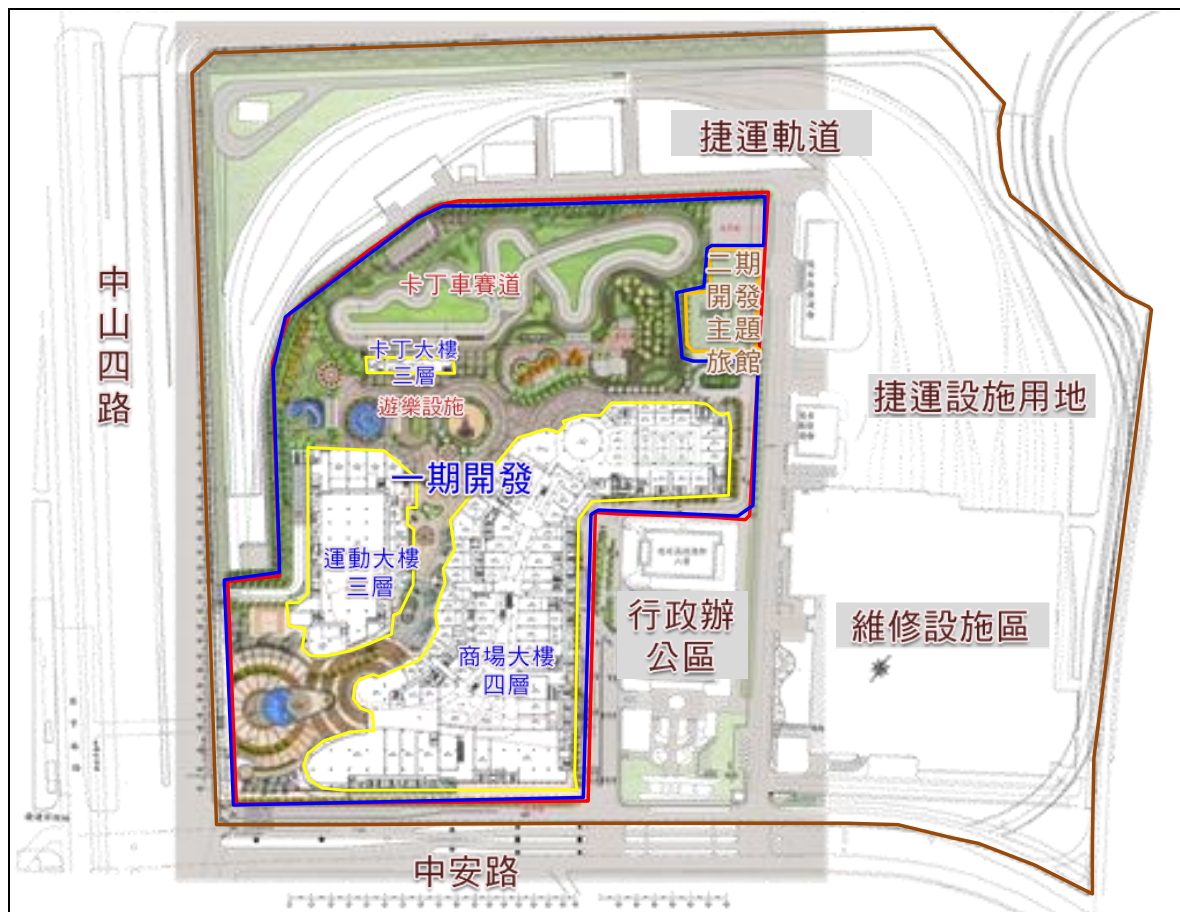 捷運軌道
中山四路
二期
開發
主題
旅館
卡丁車賽道
卡丁大樓
三層
遊樂設施
捷運設施用地
一期開發
運動大樓
三層
行政辦
公區
維修設施區
商場大樓
四層
中安路